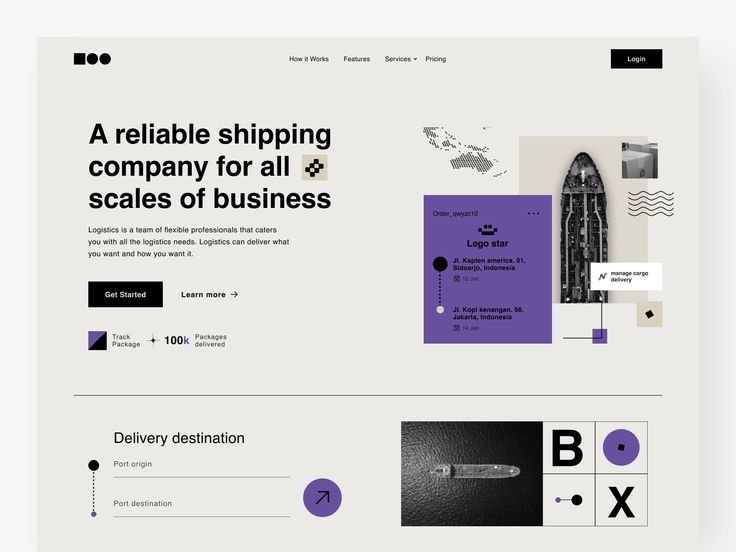 How it Works
Features
Services
Pricing
Login
A reliable shipping
company for all
scales of business
Logistics is a team of flexible professionals that caters
you with all the logistics needs. Logistics can deliver what
you want and how you want it.
Get Started
Learn more
Track
Package
100k
Packages
delivered
Order_qwyzc10
Lego star
Jl. Kapten america. 01,
Sidoarjo, Indonesia
12 Jan
Jl. Kopi kenangan. 56,
Jakarta, Indonesia
14 Jan
manage cargo
delivery
Delivery destination
Port origin
Port destination
B
X